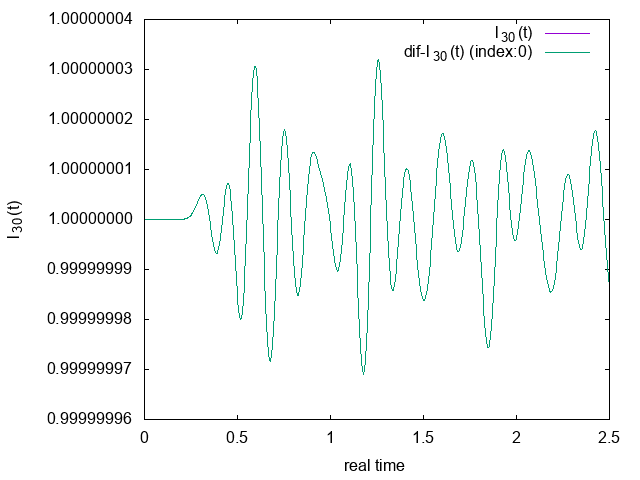 1.00000004
1.00000003
1.00000002
1.00000001
1.00000000
0.99999999
0.99999998
0.99999997
0.99999996
I30(t)
I30(t)
dif-I30(t) (index:0)
0 0.5 1 1.5 2 2.5
real time